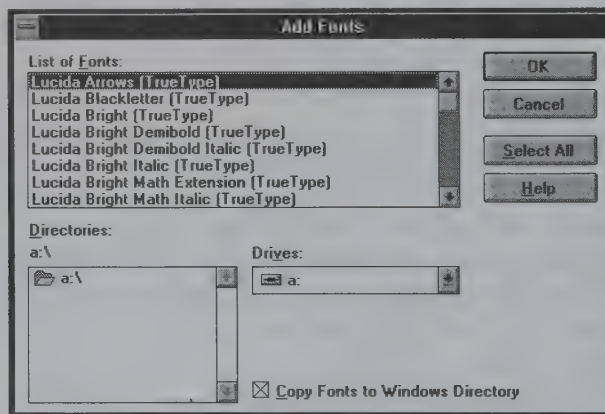 Add Fonts
List of Fonts:
Lucida Arrows (TrueType)
Lucida Blackletter (TrueType)
Lucida Bright (TrueType)
Lucida Bright Demibold (TrueType)
Lucida Bright Demibold Italic (TrueType)
Lucida Bright Italic (TrueType)
Lucida Bright Math Extension (TrueType)
Lucida Bright Math Italic (TrueType)
OK
Cancel
Select All
Help
Directories:
a:\
a:\
Drives:
a:
Copy Fonts to Windows Directory